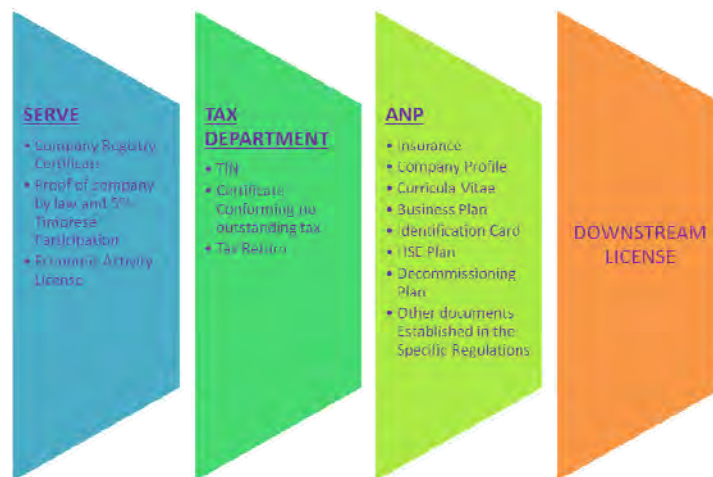 SERVE
• Company Registry
Certificate
• Proof of company
by law and 5%
Timorese
Participation
• Economic Activity
License
TAX
DEPARTMENT
• TIN
• Certificate
Conforming no
outstanding tax
• Tax Return
ANP
• Insurance
• Company Profile
• Curricula Vitae
• Business Plan
• Identification Card
• HSE Plan
• Decommissioning
Plan
• Other documents
Established in the
Specific Regulations
DOWNSTREAM
LICENSE